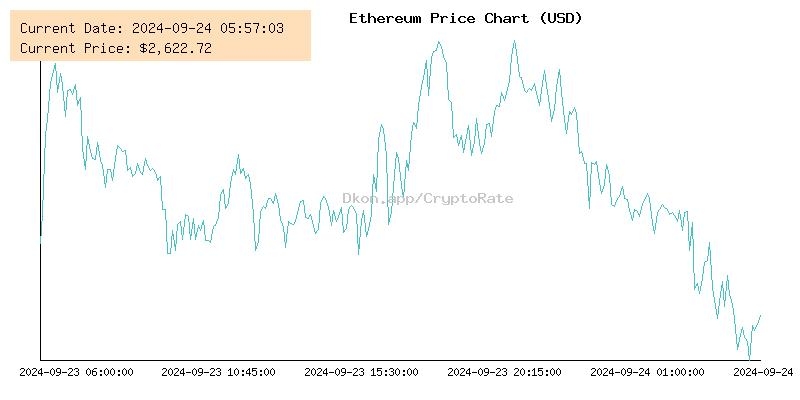 Ethereum Price Chart (USD)
Current Date: 2024-09-24 05:57:03
Current Price: $2,622.72
Dkon.app/CryptoRate
2024-09-23 06:00:00
2024-09-23 10:45:00
2024-09-23 15:30:00
2024-09-23 20:15:00
2024-09-24 01:00:00
2024-09-24